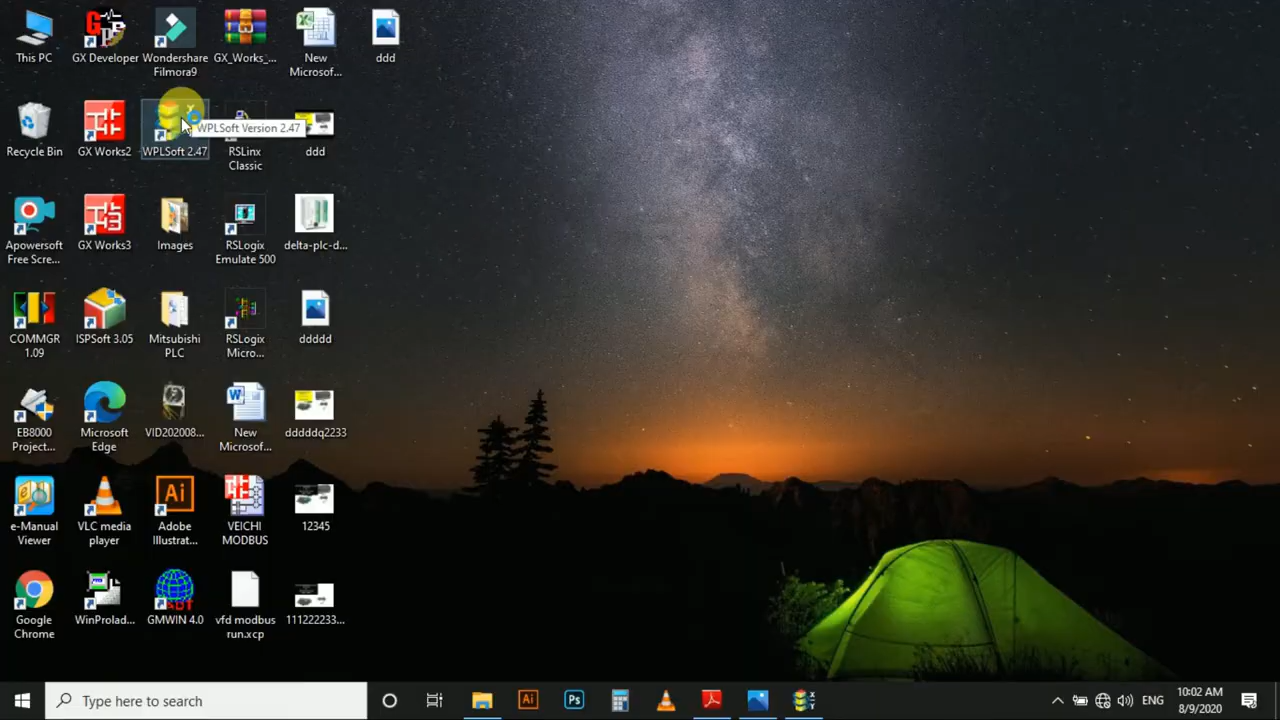 This PC
GX Developer
Wondershare
Filmora9
GX_Works_...
New
Microsof...
ddd
Recycle Bin
GX Works2
WPLSoft 2.47
WPLSoft Version 2.47
RSLinx
Classic
ddd
Apowersoft
Free Scre...
GX Works3
Images
RSLogix
Emulate 500
delta-plc-d...
COMMGR
1.09
ISPSoft 3.05
Mitsubishi
PLC
RSLogix
Micro...
ddddd
EB8000
Project...
Microsoft
Edge
VID202008...
New
Microsof...
dddddq2233
e-Manual
Viewer
VLC media
player
Adobe
Illustrat...
VEICHI
MODBUS
12345
Google
Chrome
WinProlad...
GMWIN 4.0
vfd modbus
run.xcp
111222233...
Type here to search
ENG
10:02 AM
8/9/2020